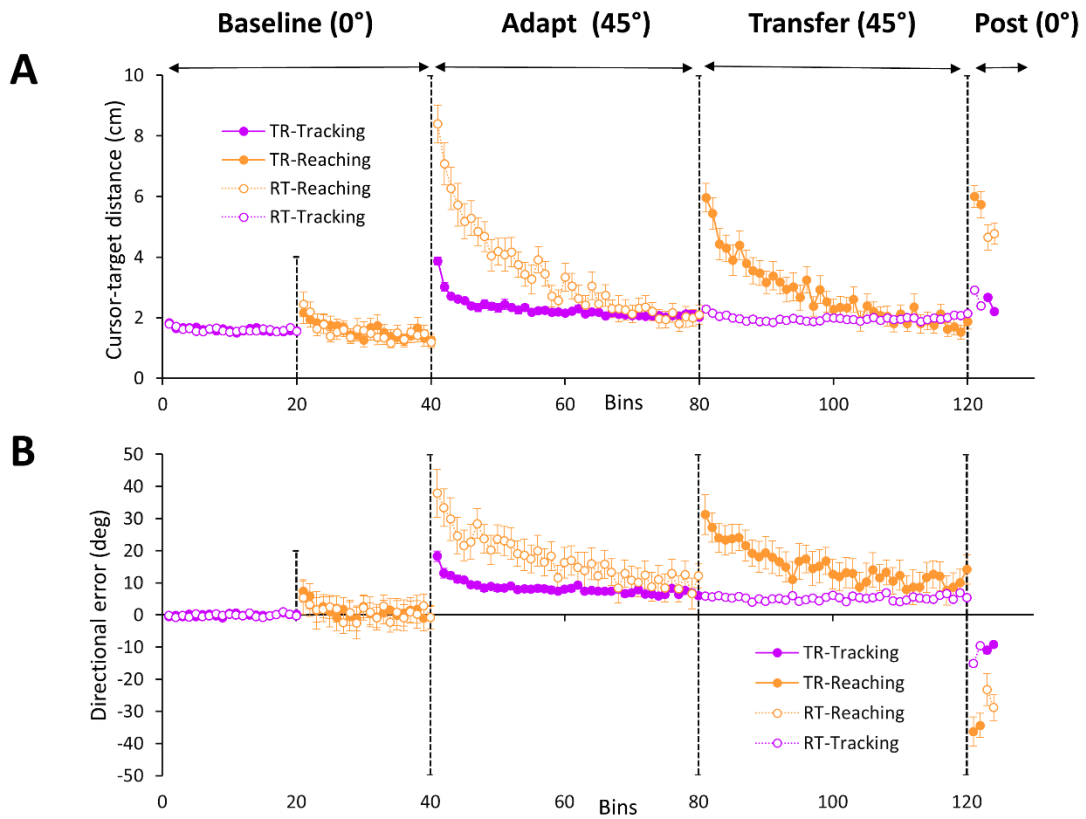 Baseline (0°) Adapt (45°) Transfer (45°) Post (0°)
A
Curso-target distance (cm)
10
8
6
4
2
0
TR-Tracking
TR-Reaching
RT-Reaching
RT-Tracking
0 20 40 60 80 100 120
Bins
B
Directional error (deg)
50
40
30
20
10
0
-10
-20
-30
-40
-50
TR-Tracking
TR-Reaching
RT-Reaching
RT-Tracking
0 20 40 60 80 100 120
Bins